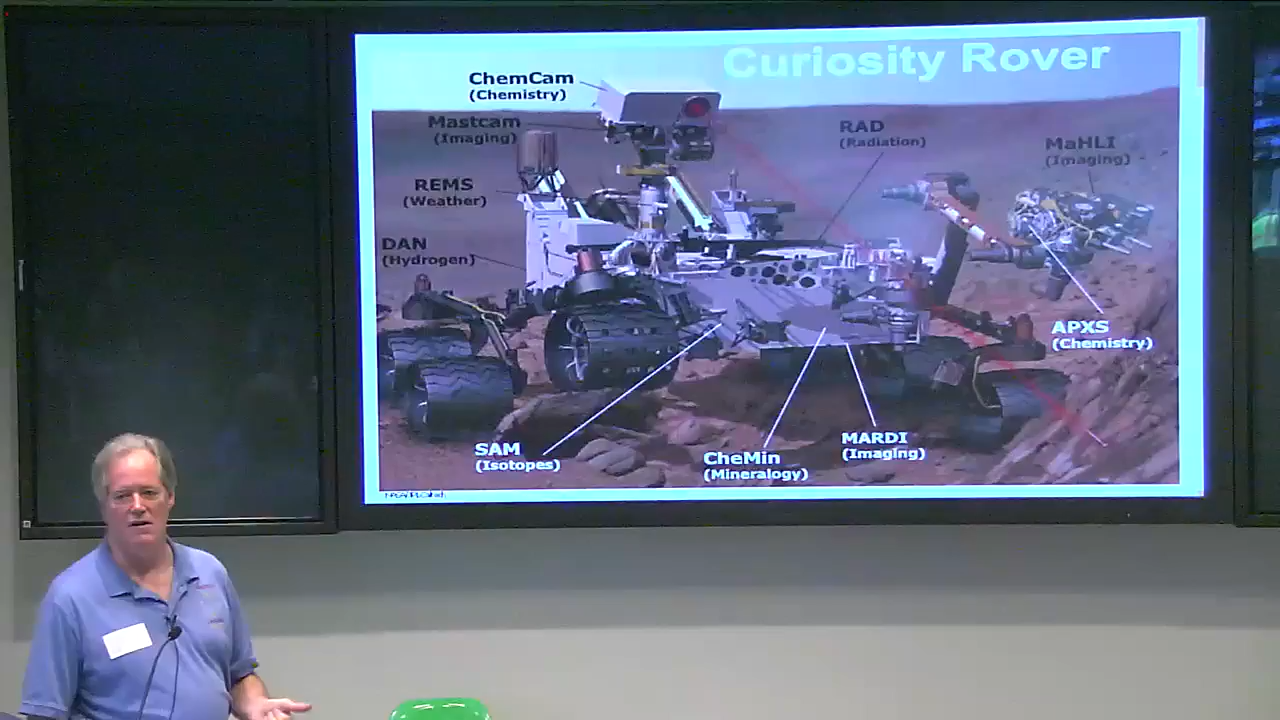 Curiosity Rover
ChemCam
(Chemistry)
Mastcam
(Imaging)
RAD
(Radiation)
MaHLI
(Imaging)
REMS
(Weather)
DAN
(Hydrogen)
APXS
(Chemistry)
SAM
(Isotopes)
CheMin
(Mineralogy)
MARDI
(Imaging)